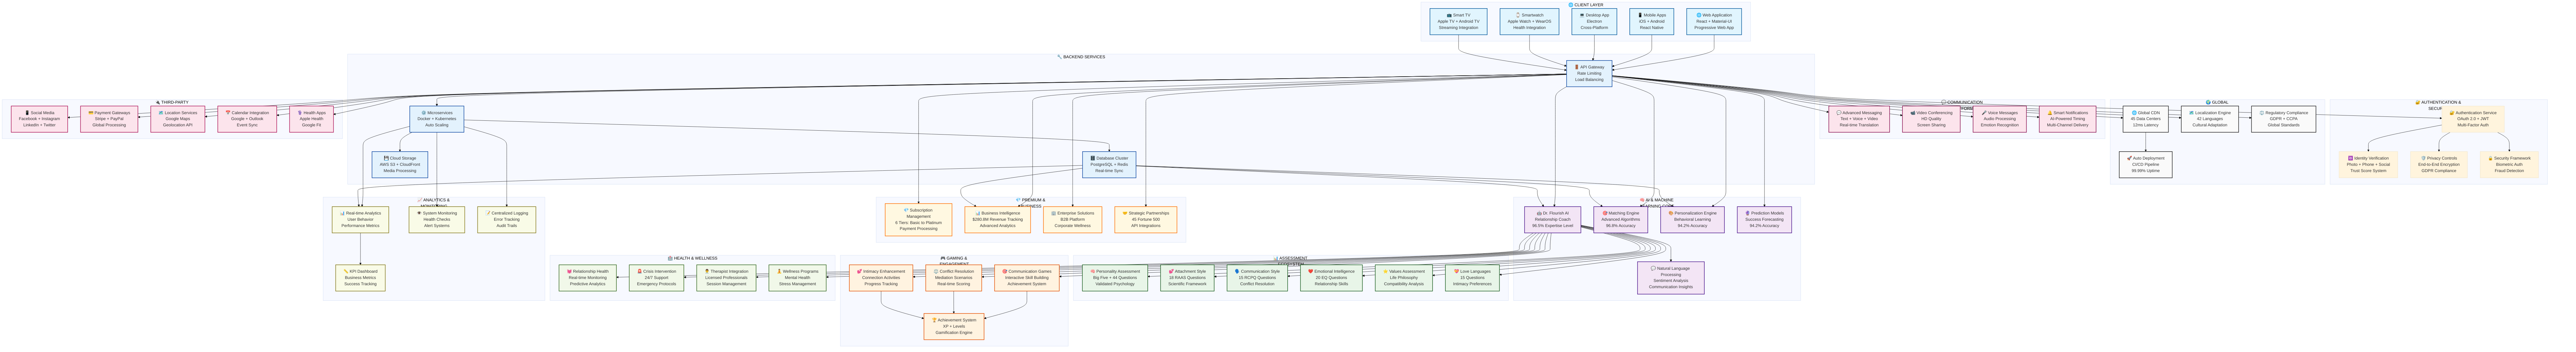 🌐 CLIENT LAYER
📺 Smart TV
Apple TV + Android TV
Streaming Integration
⌚ Smartwatch
Apple Watch + WearOS
Health Integration
💻 Desktop App
Electron
Cross-Platform
📱 Mobile Apps
iOS + Android
React Native
🌐 Web Application
React + Material-UI
Progressive Web App
🔧 BACKEND SERVICES
🚪 API Gateway
Rate Limiting
Load Balancing
⚙️ Microservices
Docker + Kubernetes
Auto Scaling
💾 Cloud Storage
AWS S3 + CloudFront
Media Processing
🗄️ Database Cluster
PostgreSQL + Redis
Real-time Sync
🔌 THIRD-PARTY
📱 Social Media
Facebook + Instagram
LinkedIn + Twitter
💳 Payment Gateways
Stripe + PayPal
Global Processing
🗺️ Location Services
Google Maps
Geolocation API
📅 Calendar Integration
Google + Outlook
Event Sync
⚕️ Health Apps
Apple Health
Google Fit
💬 COMMUNICATION
💬 Advanced Messaging
Text + Voice + Video
Real-time Translation
📹 Video Conferencing
HD Quality
Screen Sharing
🎤 Voice Messages
Audio Processing
Emotion Recognition
🔔 Smart Notifications
AI-Powered Timing
Multi-Channel Delivery
🌍 GLOBAL
🌐 Global CDN
45 Data Centers
12ms Latency
🗺️ Localization Engine
42 Languages
Cultural Adaptation
⚖️ Regulatory Compliance
GDPR + CCPA
Global Standards
🚀 Auto Deployment
CI/CD Pipeline
99.99% Uptime
🔐 AUTHENTICATION &
🔐 Authentication Service
OAuth 2.0 + JWT
Multi-Factor Auth
🆔 Identity Verification
Photo + Phone + Social
Trust Score System
🛡️ Privacy Controls
End-to-End Encryption
GDPR Compliance
🔒 Security Framework
Biometric Auth
Fraud Detection
📈 ANALYTICS &
MONITORING
📊 Real-time Analytics
User Behavior
Performance Metrics
👁️ System Monitoring
Health Checks
Alert Systems
📝 Centralized Logging
Error Tracking
Audit Trails
📏 KPI Dashboard
Business Metrics
Success Tracking
💎 PREMIUM &
BUSINESS
💎 Subscription
Management
6 Tiers: Basic to Platinum
Payment Processing
📊 Business Intelligence
$200.8M Revenue Tracking
Advanced Analytics
🏢 Enterprise Solutions
B2B Platform
Corporate Wellness
🤝 Strategic Partnerships
45 Fortune 500
API Integrations
🧠 AI & MACHINE
LEARNING CORE
🤖 Dr. Flourish AI
Relationship Coach
99.5% Expertise Level
🎯 Matching Engine
Advanced Algorithms
96.8% Accuracy
🎨 Personalization Engine
Behavioral Learning
94.2% Accuracy
🔮 Prediction Models
Success Forecasting
94.2% Accuracy
💭 Natural Language
Processing
Sentiment Analysis
Communication Insights
🏥 HEALTH & WELLNESS
💓 Relationship Health
Real-time Monitoring
Predictive Analytics
🚨 Crisis Intervention
24/7 Support
Emergency Protocols
Therapist Integration
Licensed Professionals
Session Management
🧘 Wellness Programs
Mental Health
Stress Management
🎮 GAMING &
ENGAGEMENT
💕 Intimacy Enhancement
Connection Activities
Progress Tracking
⚖️ Conflict Resolution
Mediation Scenarios
Real-time Scoring
🎯 Communication Games
Interactive Skill Building
Achievement System
🏆 Achievement System
XP + Levels
Gamification Engine
📊 ASSESSMENT
ECOSYSTEM
🧠 Personality Assessment
Big Five + 44 Questions
Validated Psychology
💕 Attachment Style
18 RAAS Questions
Scientific Framework
🗣️ Communication Style
15 RCPQ Questions
Conflict Resolution
❤️ Emotional Intelligence
20 EQ Questions
Relationship Skills
⭐ Values Assessment
Life Philosophy
Compatibility Analysis
💝 Love Languages
15 Questions
Intimacy Preferences